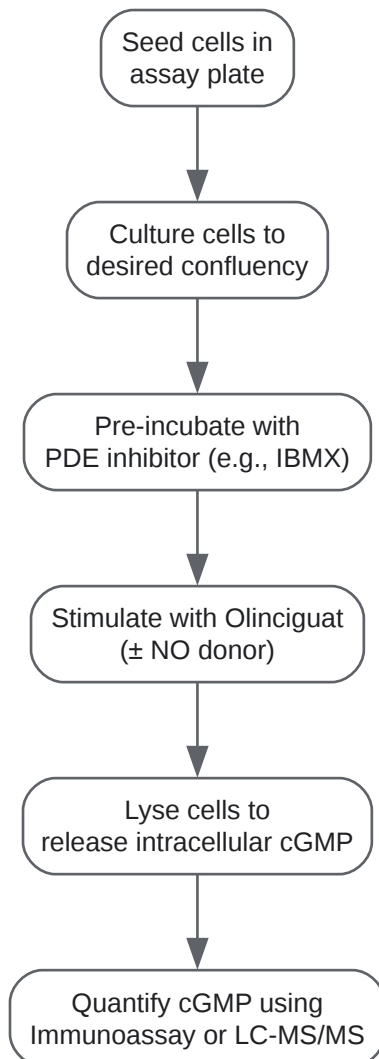 Seed cells in
assay plate
Culture cells to
desired confluency
Pre-incubate with
PDE inhibitor (e.g., IBMX)
Stimulate with Olinciguat
(± NO donor)
Lyse cells to
release intracellular cGMP
Quantify cGMP using
Immunoassay or LC-MS/MS